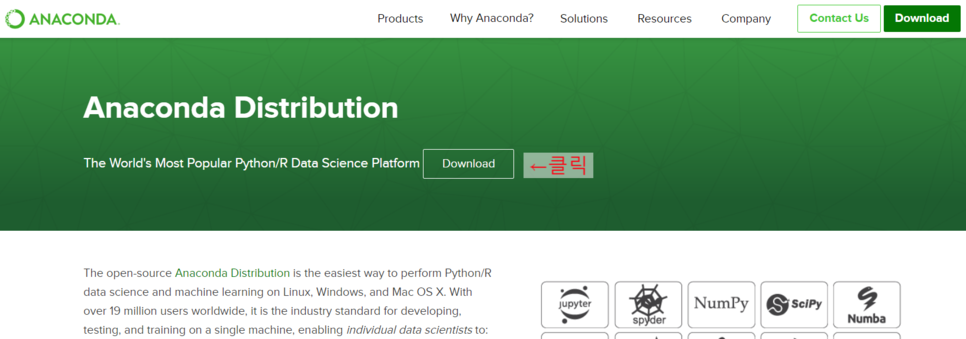 ANACONDA.
Products Why Anaconda? Solutions Resources Company Contact Us Download
Anaconda Distribution
The World's Most Popular Python/R Data Science Platform Download ←클릭
The open-source Anaconda Distribution is the easiest way to perform Python/R
data science and machine learning on Linux, Windows, and Mac OS X. With
over 19 million users worldwide, it is the industry standard for developing,
testing, and training on a single machine, enabling individual data scientists to:
jupyter
spyder
NumPy
SciPy
Numba